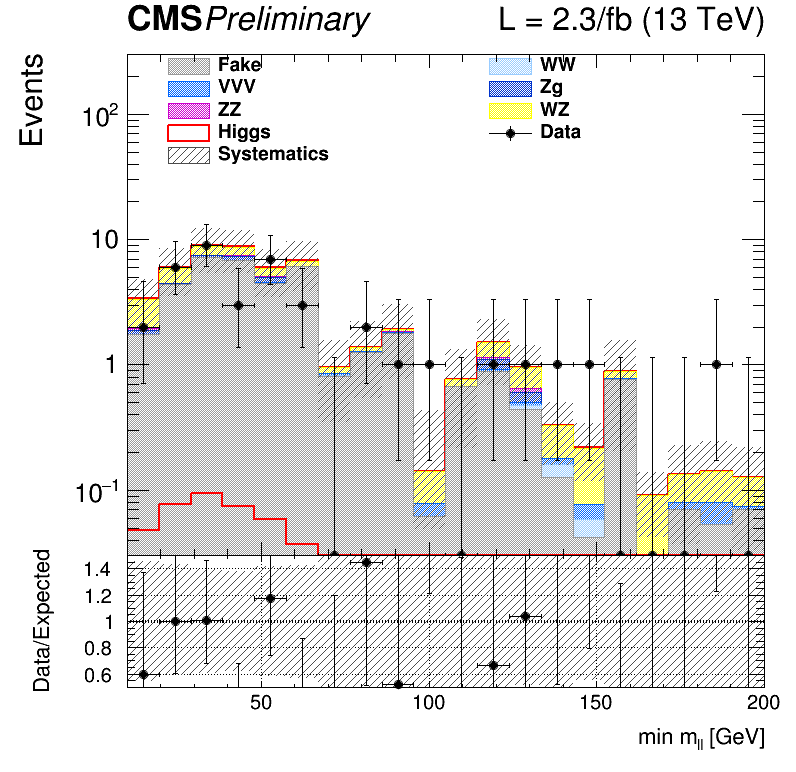 CMS Preliminary L = 2.3/fb (13 TeV)
Events
Fake
VVV
ZZ
Higgs
Systematics
WW
Zg
WZ
Data
10²
10
1
10⁻¹
Data/Expected
1.4
1.2
1
0.8
0.6
50 100 150 200
min m_ll [GeV]